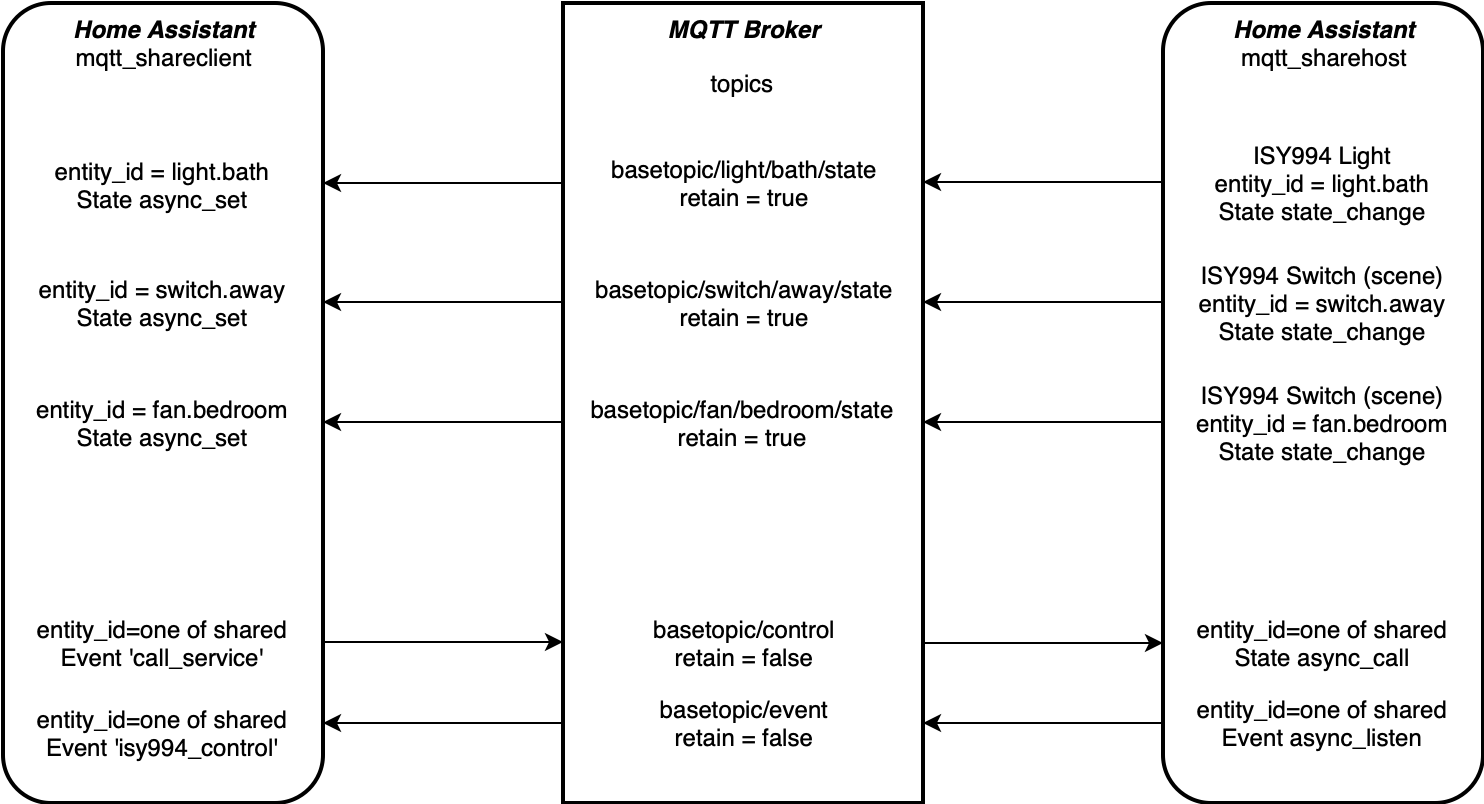 Home Assistant
mqtt_shareclient
entity_id = light.bath
State async_set
entity_id = switch.away
State async_set
entity_id = fan.bedroom
State async_set
entity_id=one of shared
Event 'call_service'
entity_id=one of shared
Event 'isy994_control'
MQTT Broker
topics
basetopic/light/bath/state
retain = true
basetopic/switch/away/state
retain = true
basetopic/fan/bedroom/state
retain = true
basetopic/control
retain = false
basetopic/event
retain = false
Home Assistant
mqtt_sharehost
ISY994 Light
entity_id = light.bath
State state_change
ISY994 Switch (scene)
entity_id = switch.away
State state_change
ISY994 Switch (scene)
entity_id = fan.bedroom
State state_change
entity_id=one of shared
State async_call
entity_id=one of shared
Event async_listen